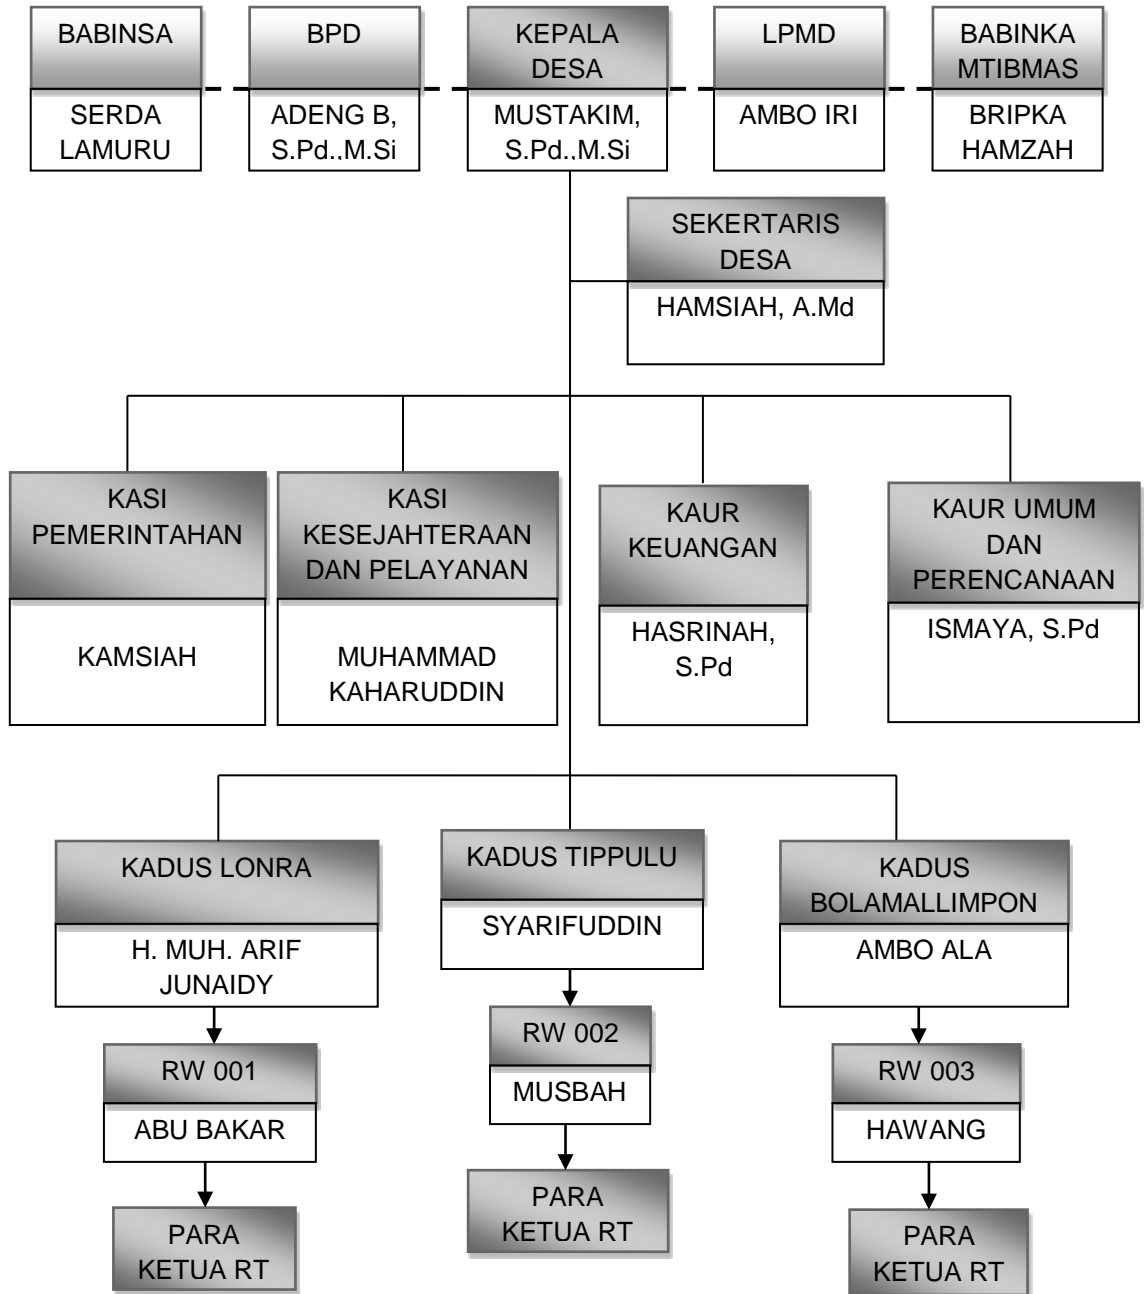 BABINSA
SERDA
LAMURU
BPD
ADENG B,
S.Pd.,M.Si
KEPALA
DESA
MUSTAKIM,
S.Pd.,M.Si
LPMD
AMBO IRI
BABINKA
MTIBMAS
BRIPKA
HAMZAH
SEKERTARIS
DESA
HAMSIAH, A.Md
KASI
PEMERINTAHAN
KAMSIAH
KASI
KESEJAHTERAAN
DAN PELAYANAN
MUHAMMAD
KAHARUDDIN
KAUR
KEUANGAN
HASRINAH,
S.Pd
KAUR UMUM
DAN
PERENCANAAN
ISMAYA, S.Pd
KADUS LONRA
H. MUH. ARIF
JUNAIDY
KADUS TIPPULU
SYARIFUDDIN
KADUS
BOLAMALLIMPON
AMBO ALA
RW 001
ABU BAKAR
RW 002
MUSBAH
RW 003
HAWANG
PARA
KETUA RT
PARA
KETUA RT
PARA
KETUA RT